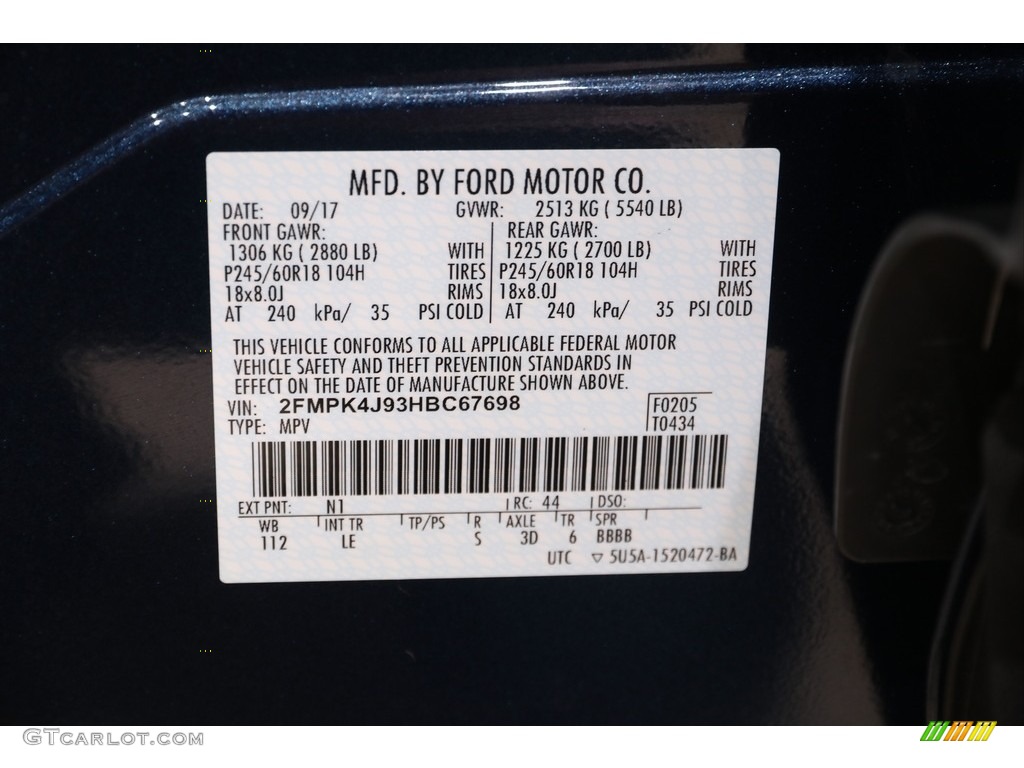 MFD. BY FORD MOTOR CO.
DATE: 09/17 GVWR: 2513 KG ( 5540 LB)
FRONT GAWR: REAR GAWR:
1306 KG ( 2880 LB) WITH 1225 KG ( 2700 LB) WITH
P245/60R18 104H TIRES P245/60R18 104H TIRES
18x8.0J RIMS 18x8.0J RIMS
AT 240 kPa/ 35 PSI COLD AT 240 kPa/ 35 PSI COLD
THIS VEHICLE CONFORMS TO ALL APPLICABLE FEDERAL MOTOR
VEHICLE SAFETY AND THEFT PREVENTION STANDARDS IN
EFFECT ON THE DATE OF MANUFACTURE SHOWN ABOVE.
VIN: 2FMPK4J93HBC67698 F0205
TYPE: MPV T0434
EXT PNT: N1 RC: 44 DSO:
WB INT TR TP/PS R AXLE TR SPR
112 LE S 3D 6 BBBB
UTC ▽ 5U5A-1520472-BA
GTcarlot.com